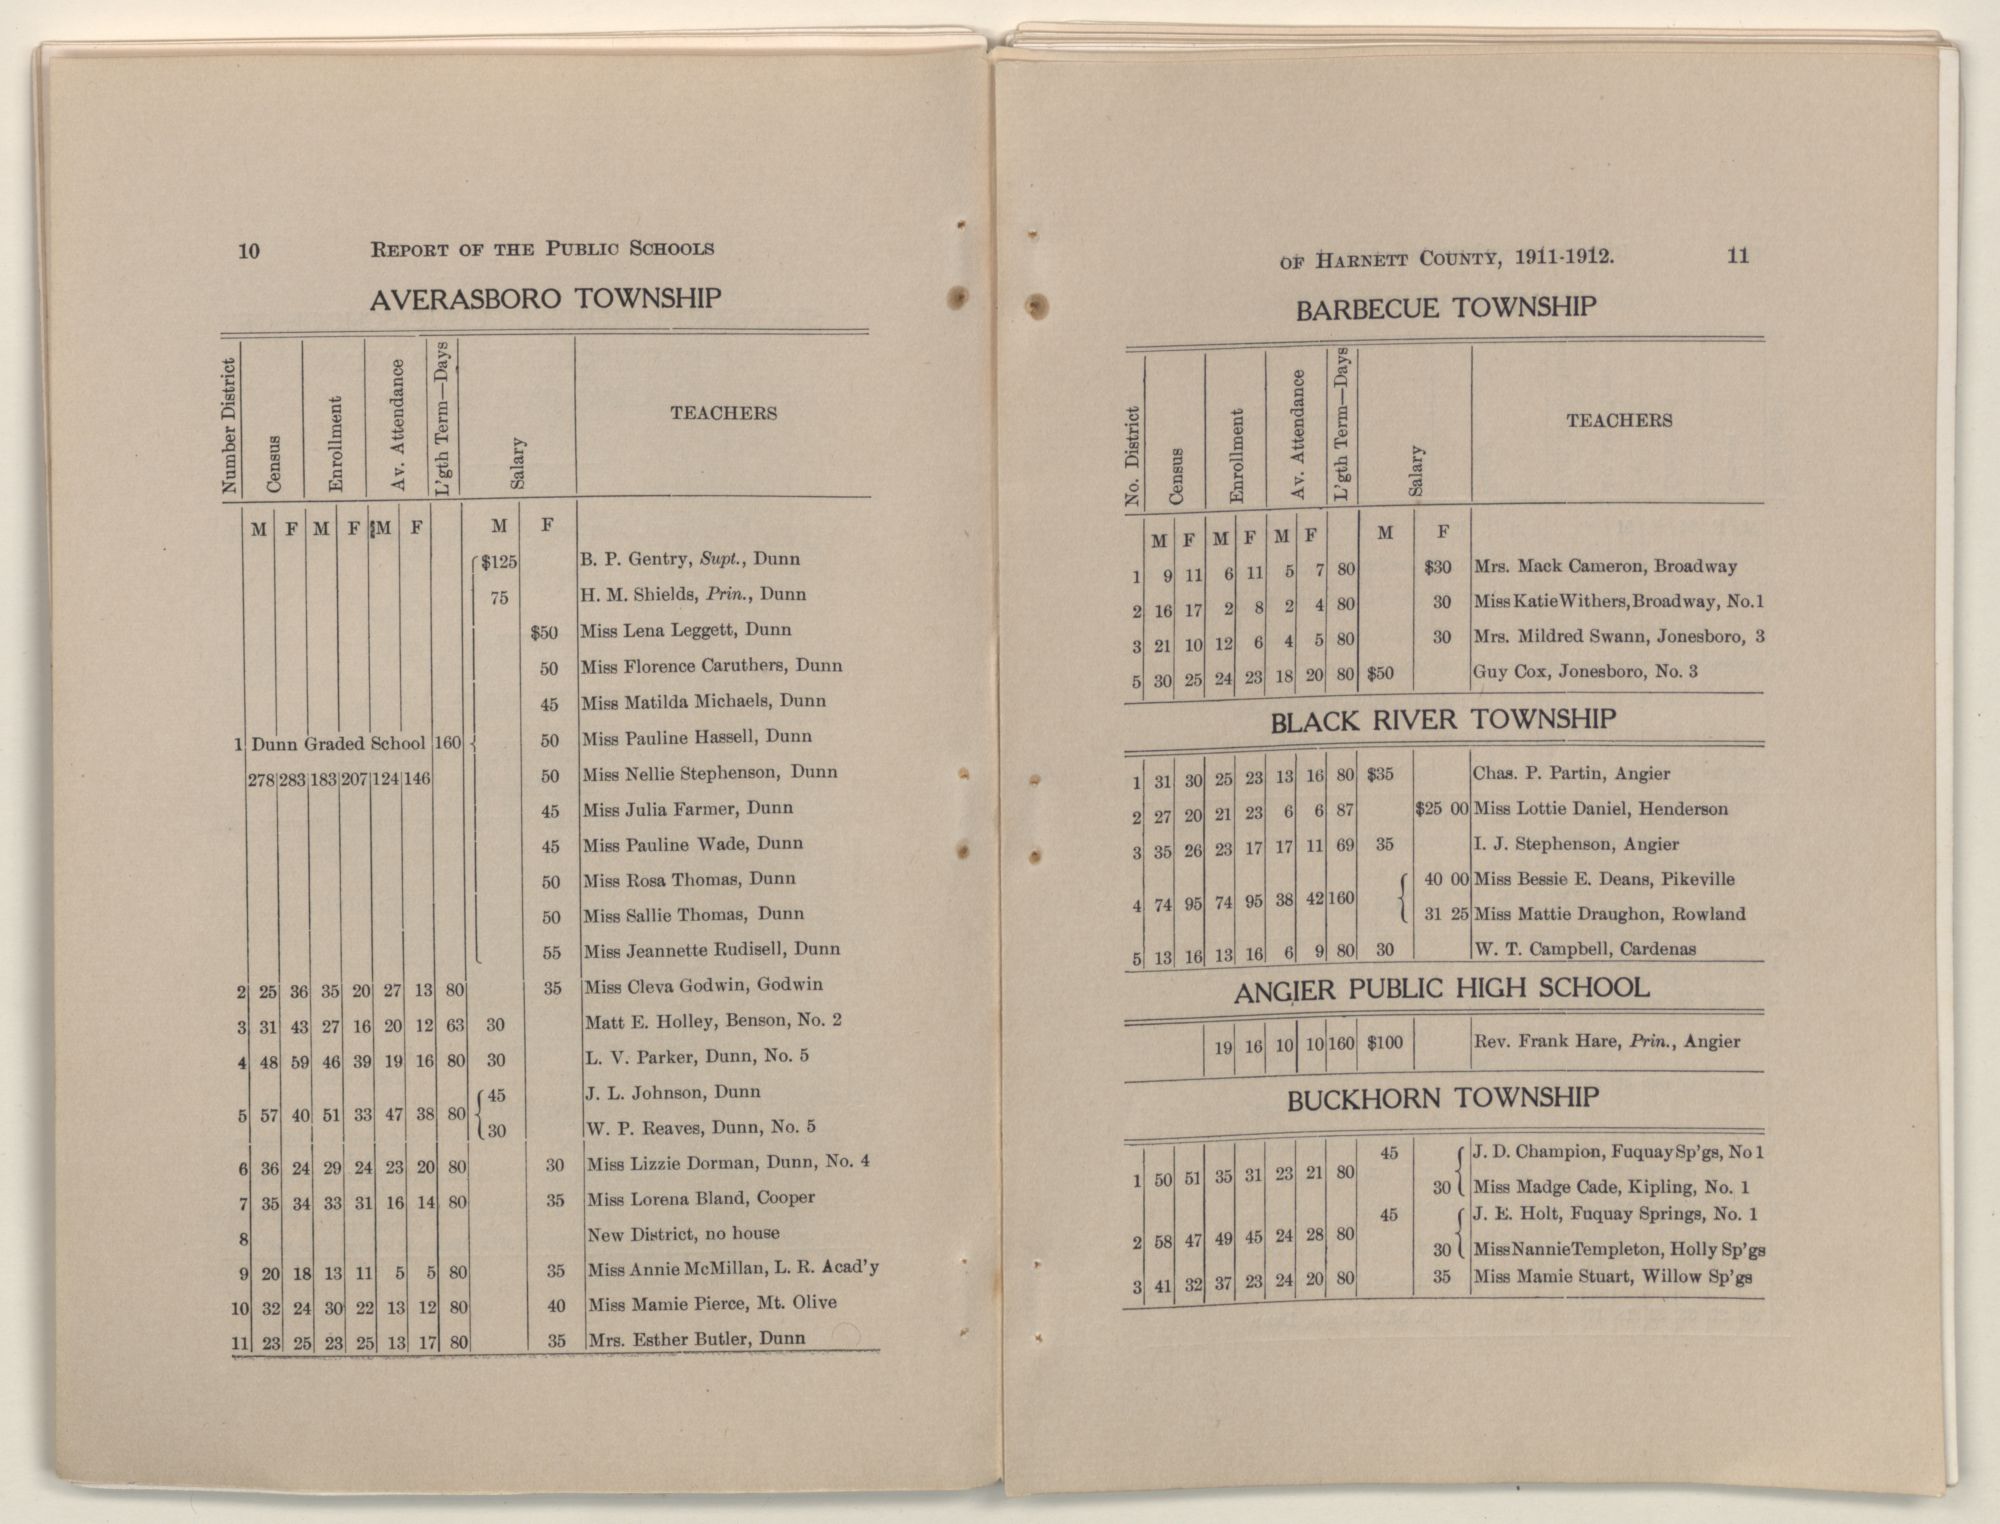 10 REPORT OF THE PUBLIC SCHOOLS
AVERASBORO TOWNSHIP
Number District Census Enrollment Av. Attendance L'gth Term—Days Salary TEACHERS
M F M F M F M F
$125 B. P. Gentry, Supt., Dunn
75 H. M. Shields, Prin., Dunn
$50 Miss Lena Leggett, Dunn
50 Miss Florence Caruthers, Dunn
45 Miss Matilda Michaels, Dunn
1 Dunn Graded School 160 50 Miss Pauline Hassell, Dunn
278 283 183 207 124 146 50 Miss Nellie Stephenson, Dunn
45 Miss Julia Farmer, Dunn
45 Miss Pauline Wade, Dunn
50 Miss Rosa Thomas, Dunn
50 Miss Sallie Thomas, Dunn
55 Miss Jeannette Rudisell, Dunn
2 25 36 35 20 27 13 80 35 Miss Cleva Godwin, Godwin
3 31 43 27 16 20 12 63 30 Matt E. Holley, Benson, No. 2
4 48 59 46 39 19 16 80 30 L. V. Parker, Dunn, No. 5
45 J. L. Johnson, Dunn
5 57 40 51 33 47 38 80
30 W. P. Reaves, Dunn, No. 5
6 36 24 29 24 23 20 80 30 Miss Lizzie Dorman, Dunn, No. 4
7 35 34 33 31 16 14 80 35 Miss Lorena Bland, Cooper
8 New District, no house
9 20 18 13 11 5 5 80 35 Miss Annie McMillan, L. R. Acad'y
10 32 24 30 22 13 12 80 40 Miss Mamie Pierce, Mt. Olive
11 23 25 23 25 13 17 80 35 Mrs. Esther Butler, Dunn
OF HARNETT COUNTY, 1911-1912. 11
BARBECUE TOWNSHIP
No. District Census Enrollment Av. Attendance L'gth Term—Days Salary TEACHERS
M F M F M F M F
1 9 11 6 11 5 7 80 $30 Mrs. Mack Cameron, Broadway
2 16 17 2 8 2 4 80 30 Miss Katie Withers, Broadway, No. 1
3 21 10 12 6 4 5 80 30 Mrs. Mildred Swann, Jonesboro, 3
5 30 25 24 23 18 20 80 $50 Guy Cox, Jonesboro, No. 3
BLACK RIVER TOWNSHIP
1 31 30 25 23 13 16 80 $35 Chas. P. Partin, Angier
2 27 20 21 23 6 6 87 $25 00 Miss Lottie Daniel, Henderson
3 35 26 23 17 17 11 69 35 I. J. Stephenson, Angier
40 00 Miss Bessie E. Deans, Pikeville
4 74 95 74 95 38 42 160
31 25 Miss Mattie Draughon, Rowland
5 13 16 13 16 6 9 80 30 W. T. Campbell, Cardenas
ANGIER PUBLIC HIGH SCHOOL
19 16 10 10 160 $100 Rev. Frank Hare, Prin., Angier
BUCKHORN TOWNSHIP
45 J. D. Champion, Fuquay Sp'gs, No 1
1 50 51 35 31 23 21 80
30 Miss Madge Cade, Kipling, No. 1
45 J. E. Holt, Fuquay Springs, No. 1
2 58 47 49 45 24 28 80
30 Miss Nannie Templeton, Holly Sp'gs
3 41 32 37 23 24 20 80 35 Miss Mamie Stuart, Willow Sp'gs